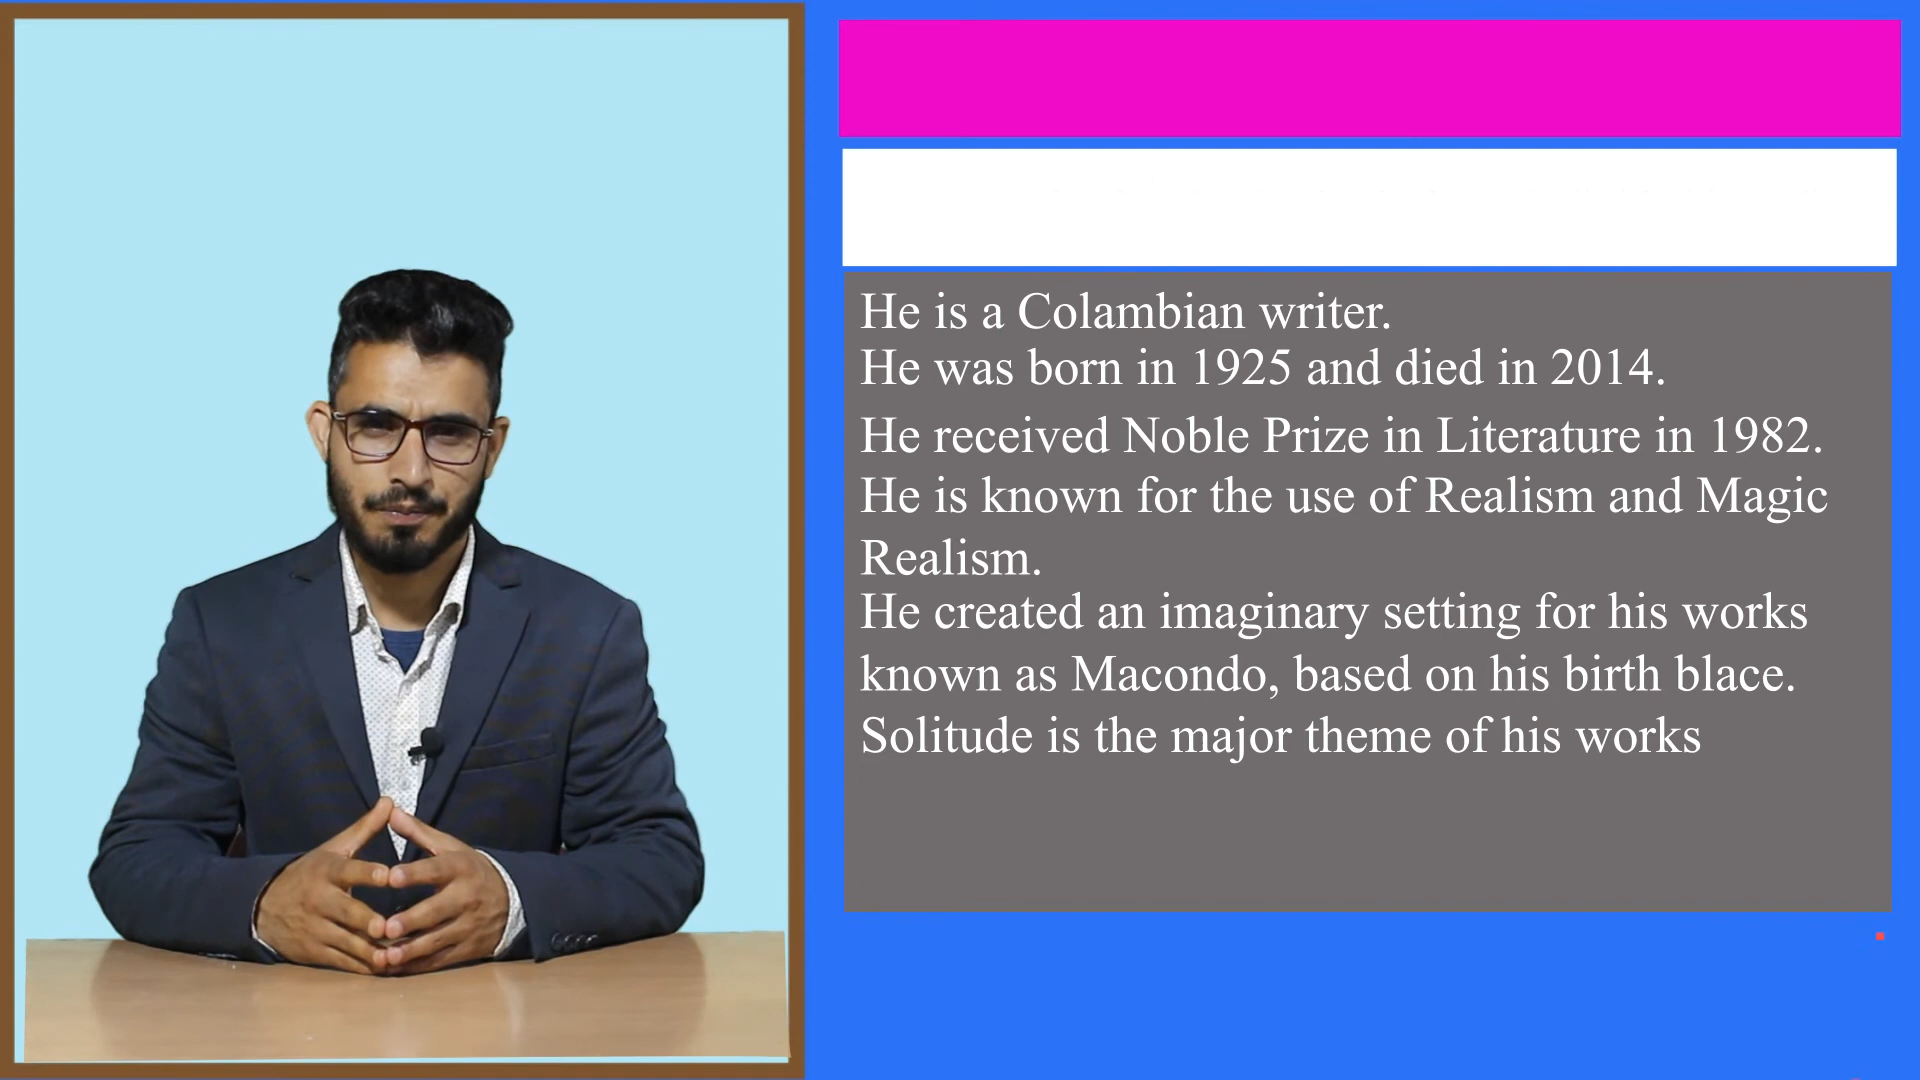 He is a Colambian writer.
He was born in 1925 and died in 2014.
He received Noble Prize in Literature in 1982.
He is known for the use of Realism and Magic
Realism.
He created an imaginary setting for his works
known as Macondo, based on his birth blace.
Solitude is the major theme of his works